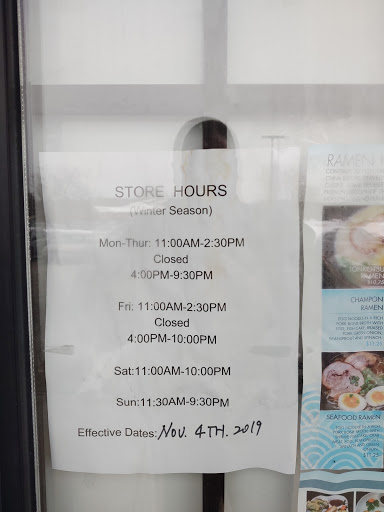 STORE HOURS
(Winter Season)
Mon-Thur: 11:00AM-2:30PM
Closed
4:00PM-9:30PM
Fri: 11:00AM-2:30PM
Closed
4:00PM-10:00PM
Sat:11:00AM-10:00PM
Sun:11:30AM-9:30PM
Effective Dates: Nov. 4TH. 2019
RAMEN
RAMEN
CHAMPON
RAMEN
SEAFOOD RAMEN